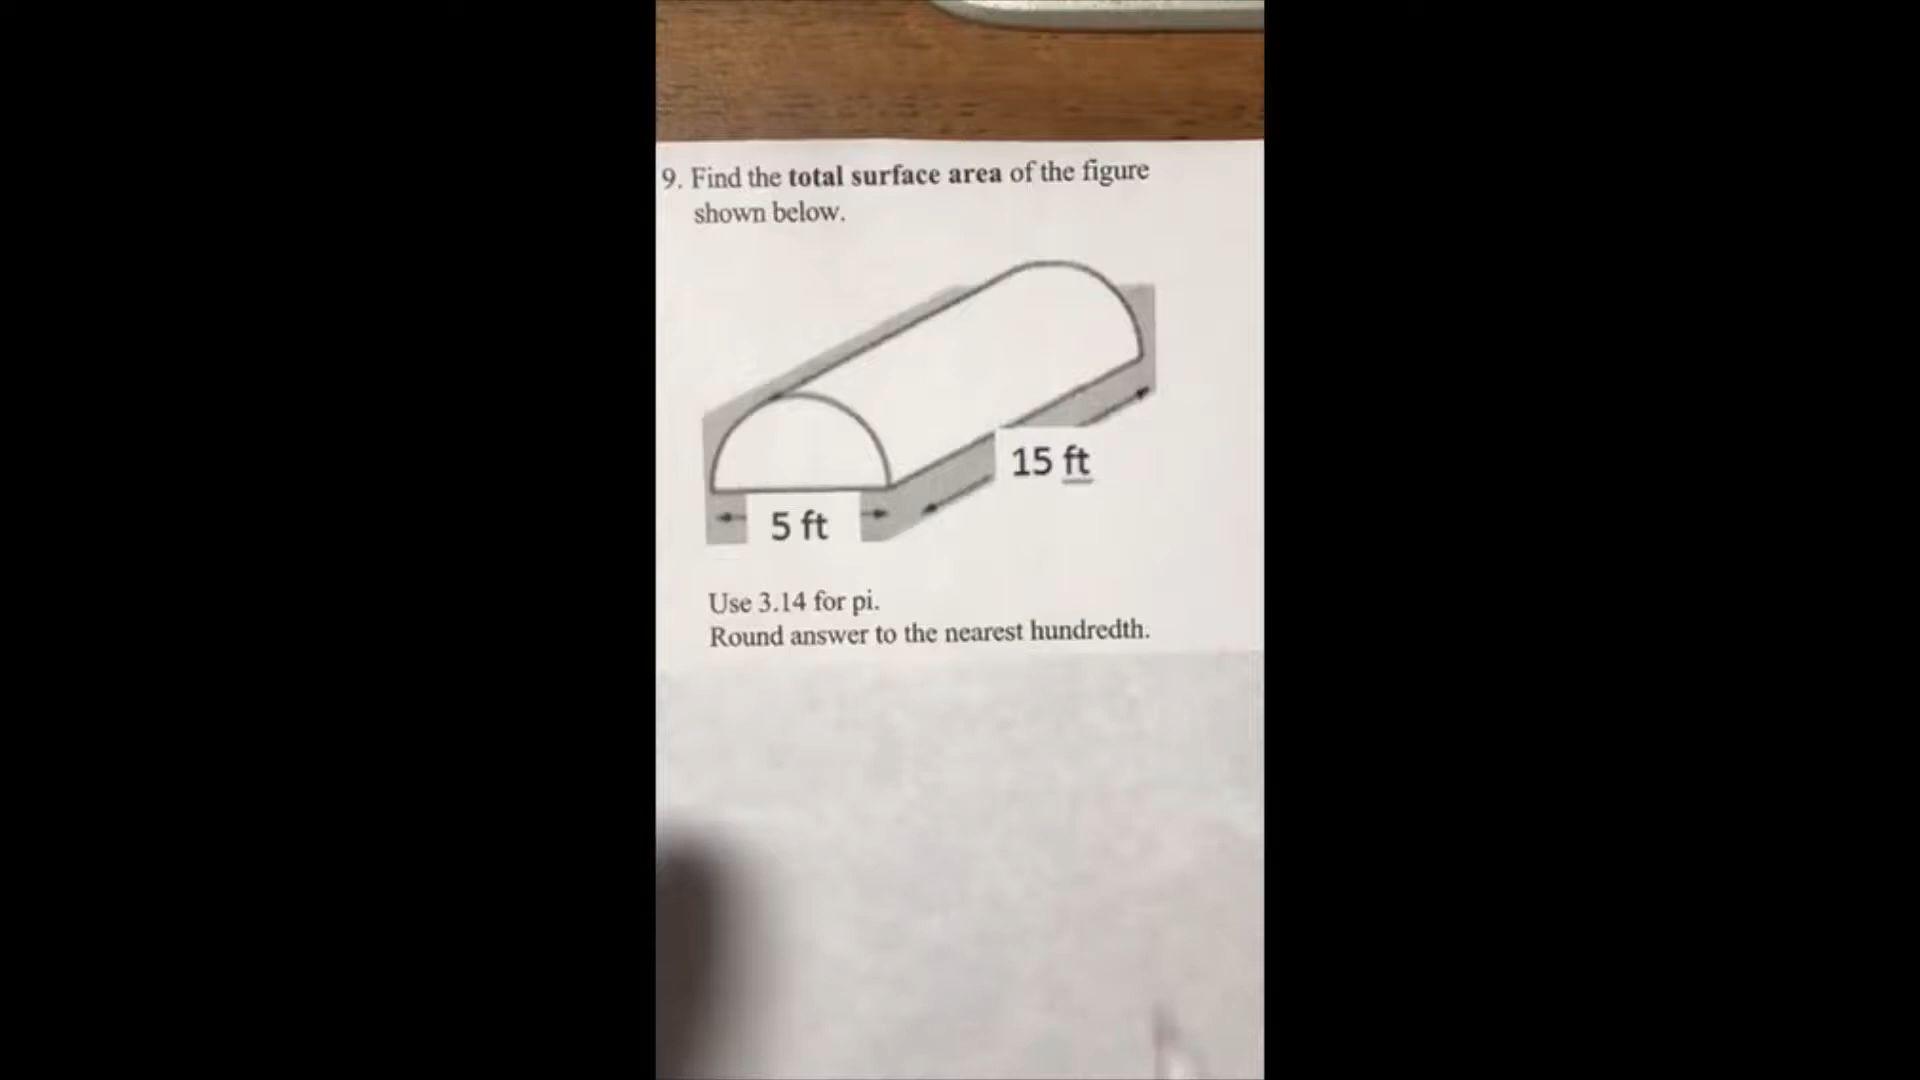 9. Find the total surface area of the figure
shown below.
15 ft
5 ft
Use 3.14 for pi.
Round answer to the nearest hundredth.